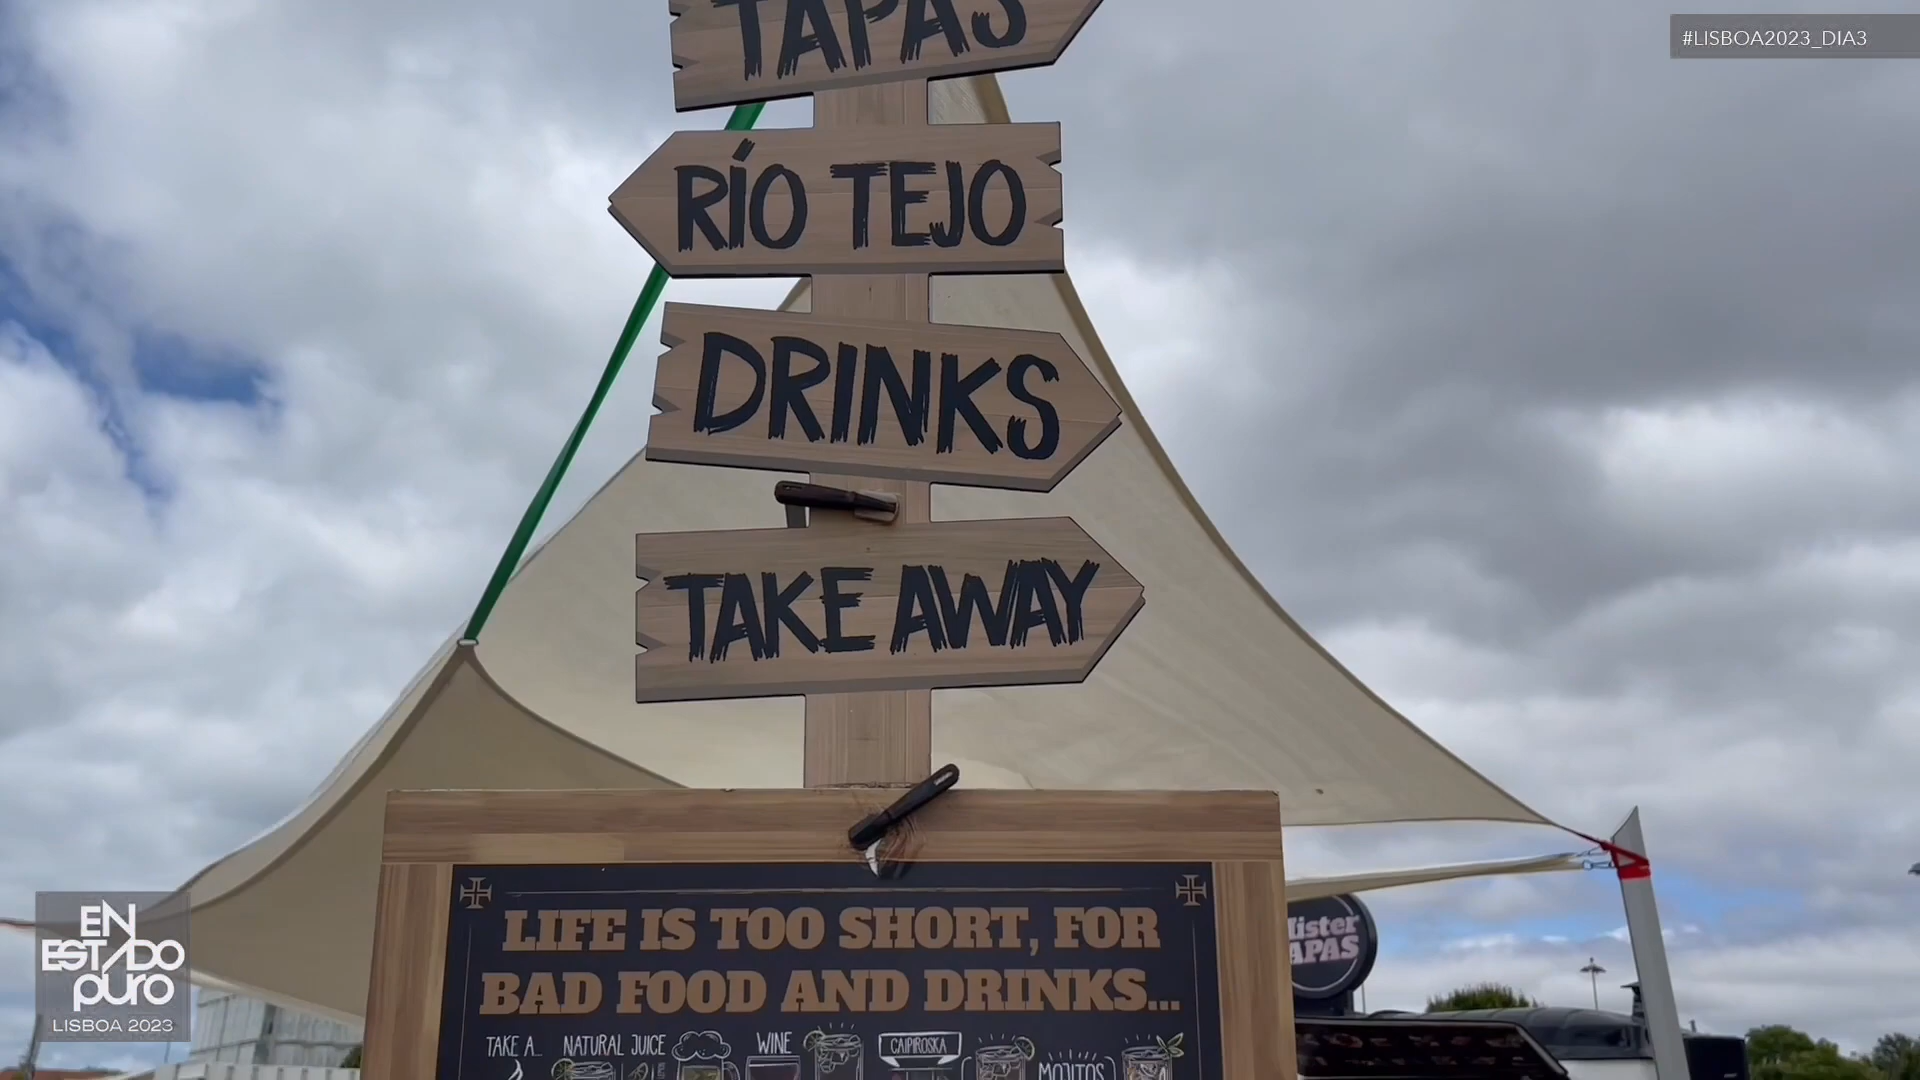 TAPAS
#LISBOA2023_DIA3
RÍO TEJO
DRINKS
TAKE AWAY
LIFE IS TOO SHORT, FOR
BAD FOOD AND DRINKS...
TAKE A...
NATURAL JUICE
WINE
CAIPIROSKA
MOJITOS
Mister
TAPAS
EN
ESTADO
PURO
LISBOA 2023